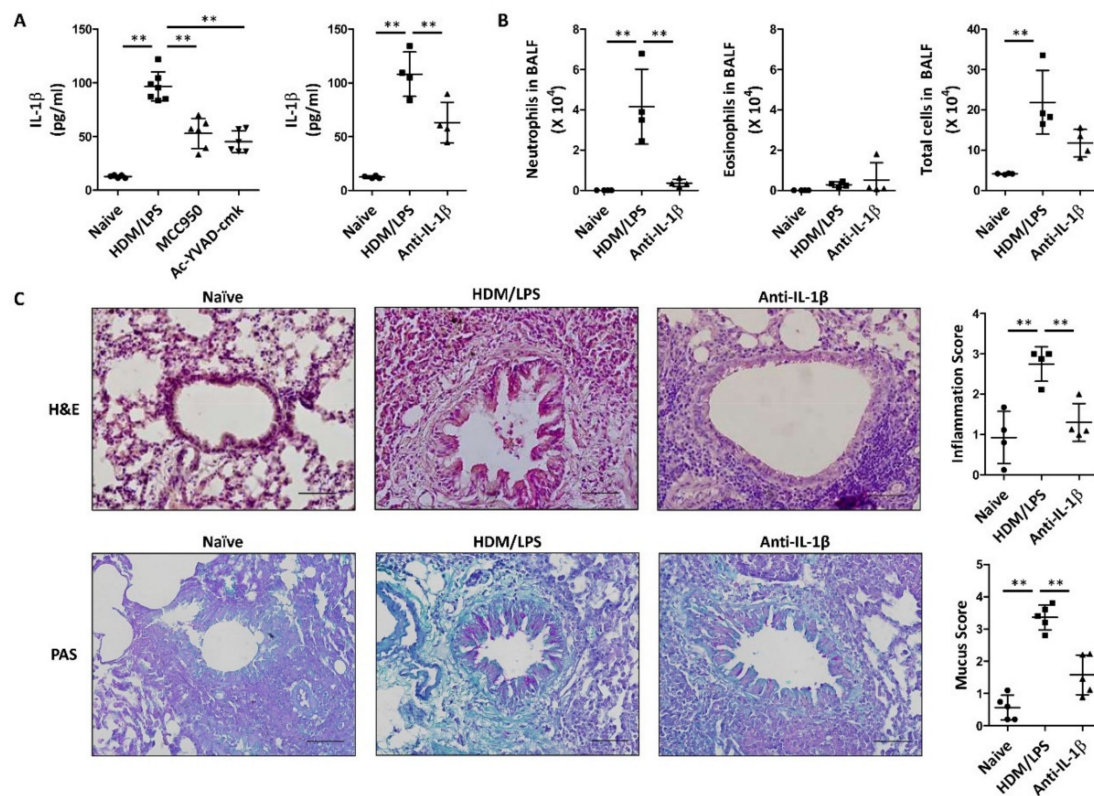 A
**
**
**
150
100
50
0
IL-1β
(pg/ml)
Naive
HDM/LPS
MCC950
Ac-YVAD-cmk
**
**
150
100
50
0
IL-1β
(pg/ml)
Naive
HDM/LPS
Anti-IL-1β
B
**
**
8
6
4
2
0
Neutrophils in BALF
(X 10⁴)
Naive
HDM/LPS
Anti-IL-1β
8
6
4
2
0
Eosinophils in BALF
(X 10⁴)
Naive
HDM/LPS
Anti-IL-1β
**
40
30
20
10
0
Total cells in BALF
(X 10⁴)
Naive
HDM/LPS
Anti-IL-1β
C
Naïve
HDM/LPS
Anti-IL-1β
H&E
**
**
4
3
2
1
0
Inflammation Score
Naive
HDM/LPS
Anti-IL-1β
Naïve
HDM/LPS
Anti-IL-1β
PAS
**
**
5
4
3
2
1
0
Mucus Score
Naive
HDM/LPS
Anti-IL-1β